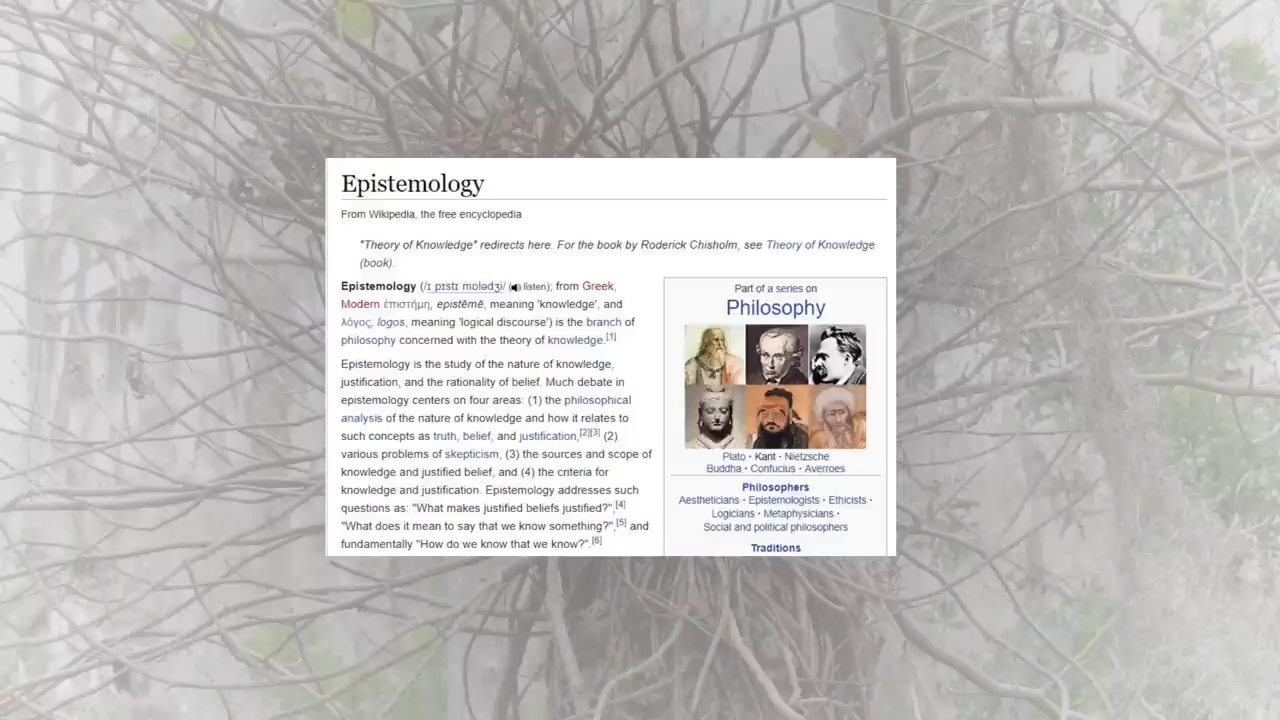 Epistemology
From Wikipedia, the free encyclopedia
"Theory of Knowledge" redirects here. For the book by Roderick Chisholm, see Theory of Knowledge
(book).
Epistemology (/ɪˌpɪstɪˈmɒlədʒi/ (listen); from Greek,
Modern ἐπιστήμη, epistēmē, meaning 'knowledge', and
λόγος, logos, meaning 'logical discourse') is the branch of
philosophy concerned with the theory of knowledge.[1]
Epistemology is the study of the nature of knowledge,
justification, and the rationality of belief. Much debate in
epistemology centers on four areas: (1) the philosophical
analysis of the nature of knowledge and how it relates to
such concepts as truth, belief, and justification,[2][3] (2)
various problems of skepticism, (3) the sources and scope of
knowledge and justified belief, and (4) the criteria for
knowledge and justification. Epistemology addresses such
questions as: "What makes justified beliefs justified?",[4]
"What does it mean to say that we know something?",[5] and
fundamentally "How do we know that we know?".[6]
Part of a series on
Philosophy
Plato · Kant · Nietzsche
Buddha · Confucius · Averroes
Philosophers
Aestheticians · Epistemologists · Ethicists ·
Logicians · Metaphysicians ·
Social and political philosophers
Traditions